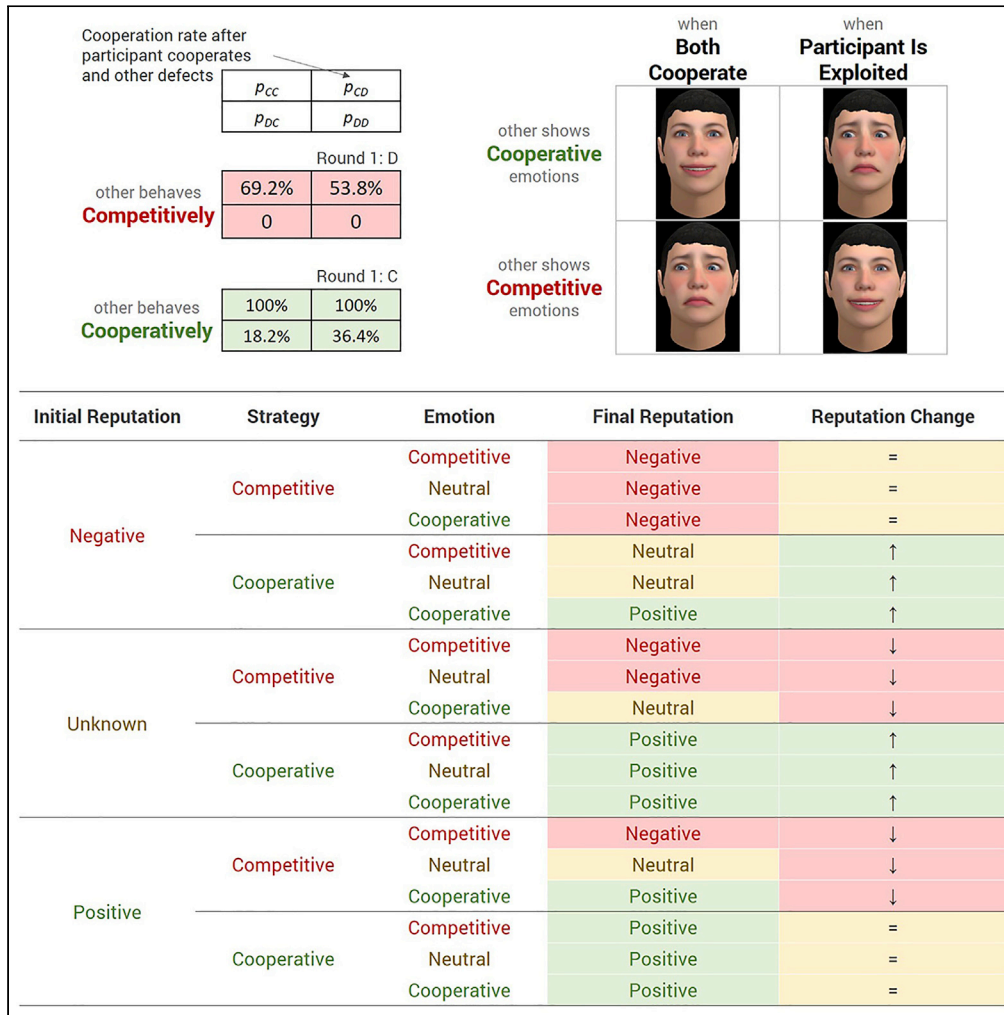 Cooperation rate after
participant cooperates
and other defects
pCC pCD
pDC pDD
Round 1: D
other behaves
Competitively
69.2% 53.8%
0 0
Round 1: C
other behaves
Cooperatively
100% 100%
18.2% 36.4%
when
Both
Cooperate
when
Participant Is
Exploited
other shows
Cooperative
emotions
other shows
Competitive
emotions
Initial Reputation Strategy Emotion Final Reputation Reputation Change
Negative
Competitive
Competitive Negative =
Neutral Negative =
Cooperative Negative =
Cooperative
Competitive Neutral ↑
Neutral Neutral ↑
Cooperative Positive ↑
Unknown
Competitive
Competitive Negative ↓
Neutral Negative ↓
Cooperative Neutral ↓
Cooperative
Competitive Positive ↑
Neutral Positive ↑
Cooperative Positive ↑
Positive
Competitive
Competitive Negative ↓
Neutral Neutral ↓
Cooperative Positive ↓
Cooperative
Competitive Positive =
Neutral Positive =
Cooperative Positive =